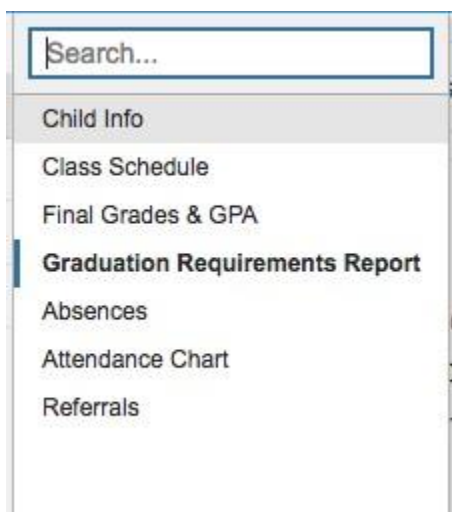 Search...
Child Info
Class Schedule
Final Grades & GPA
Graduation Requirements Report
Absences
Attendance Chart
Referrals